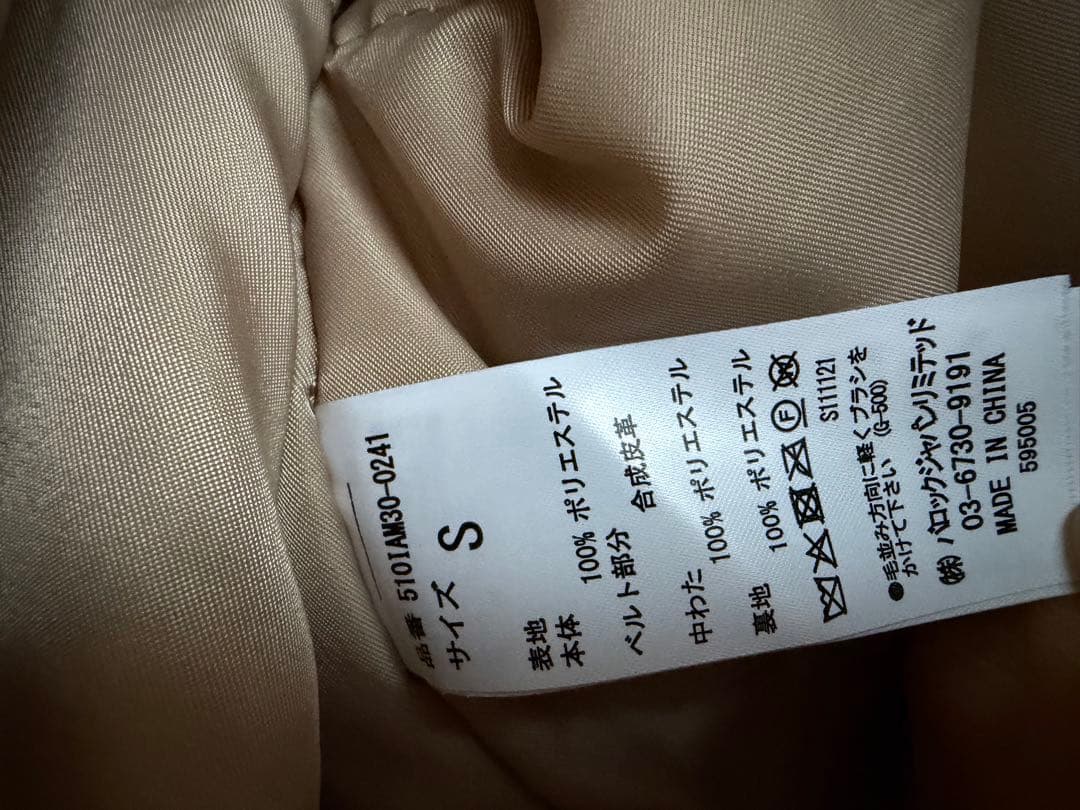 品番 510IAM30-0241
サイズ S
表地
本体 100% ポリエステル
ベルト部分 合成皮革
中わた 100% ポリエステル
裏地 100% ポリエステル
S111121
●毛並み方向に軽くブラシを
かけて下さい、(G-500)
㈱バロックジャパンリミテッド
03-6730-9191
MADE IN CHINA
595005